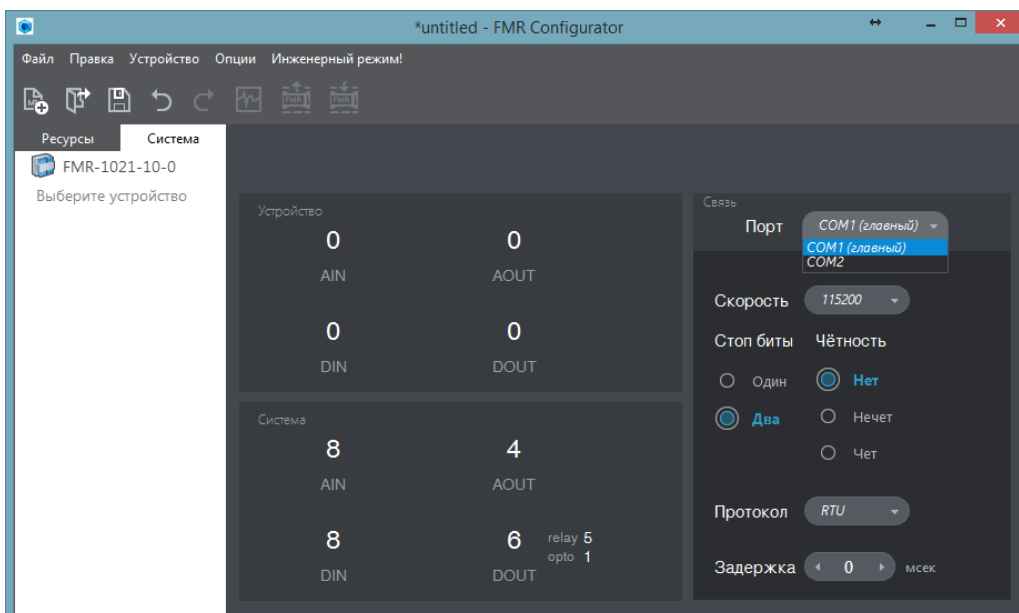 *untitled - FMR Configurator
Файл Правка Устройство Опции Инженерный режим!
Ресурсы Система
FMR-1021-10-0
Выберите устройство
Устройство
0 0
AIN AOUT
0 0
DIN DOUT
Система
8 4
AIN AOUT
8 6 relay 5
opto 1
DIN DOUT
Связь
Порт COM1 (главный)
COM1 (главный)
COM2
Скорость 115200
Стоп биты Чётность
Один Нет
Два Нечет
Чет
Протокол RTU
Задержка 0 мсек